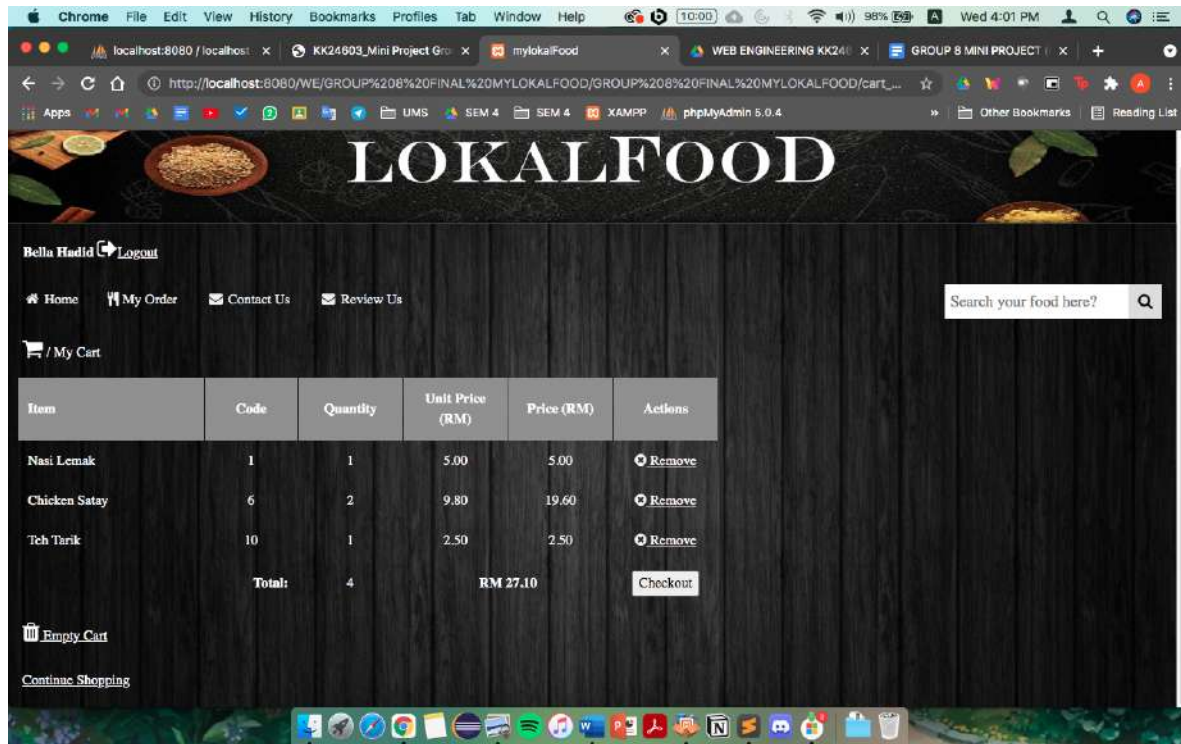 Chrome File Edit View History Bookmarks Profiles Tab Window Help 10:00 98% A Wed 4:01 PM
localhost:8080 / localhost KK24603_Mini Project Gro mylokalFood WEB ENGINEERING KK246 GROUP 8 MINI PROJECT (
http://localhost:8080/WE/GROUP%208%20FINAL%20MYLOKALFOOD/GROUP%208%20FINAL%20MYLOKALFOOD/cart_...
Apps UMS SEM 4 SEM 4 XAMPP phpMyAdmin 5.0.4 » Other Bookmarks Reading List
LOKALFOOD
Bella Hadid Logout
Home My Order Contact Us Review Us Search your food here?
/ My Cart
Item Code Quantity Unit Price (RM) Price (RM) Actions
Nasi Lemak 1 1 5.00 5.00 Remove
Chicken Satay 6 2 9.80 19.60 Remove
Teh Tarik 10 1 2.50 2.50 Remove
Total: 4 RM 27.10 Checkout
Empty Cart
Continue Shopping